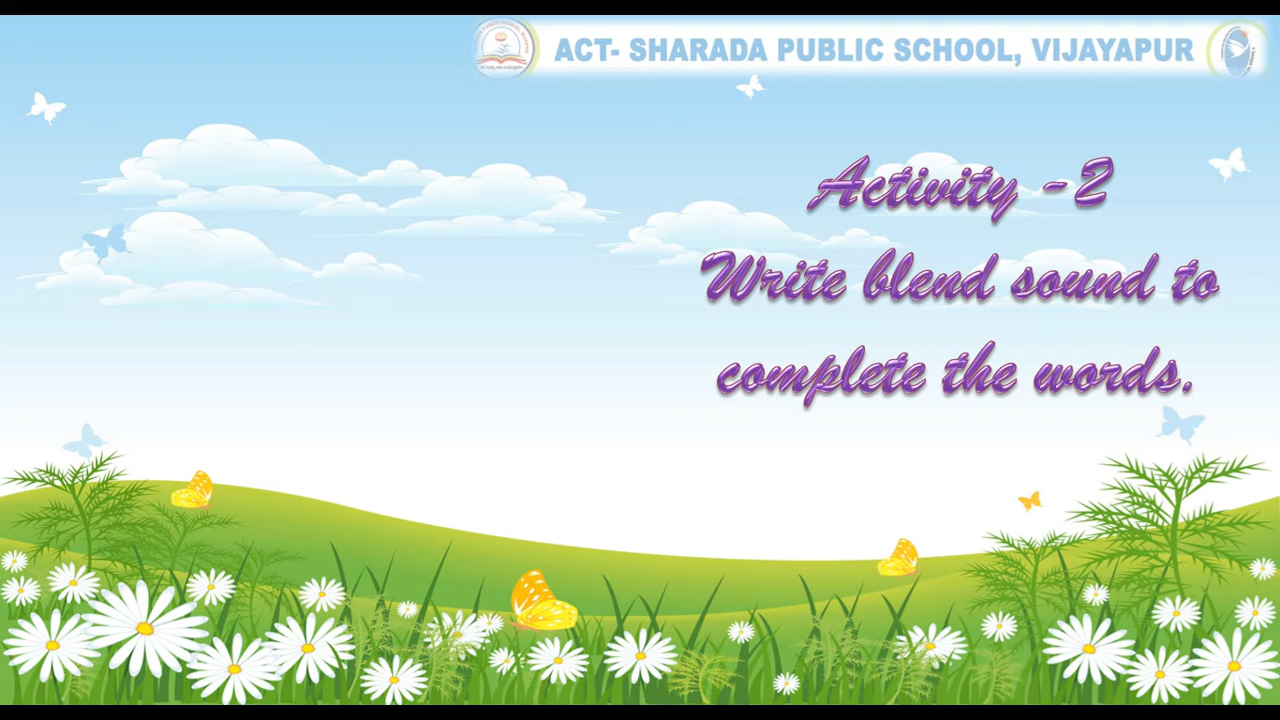 ACT- SHARADA PUBLIC SCHOOL, VIJAYAPUR
Activity -2
Write blend sound to
complete the words.